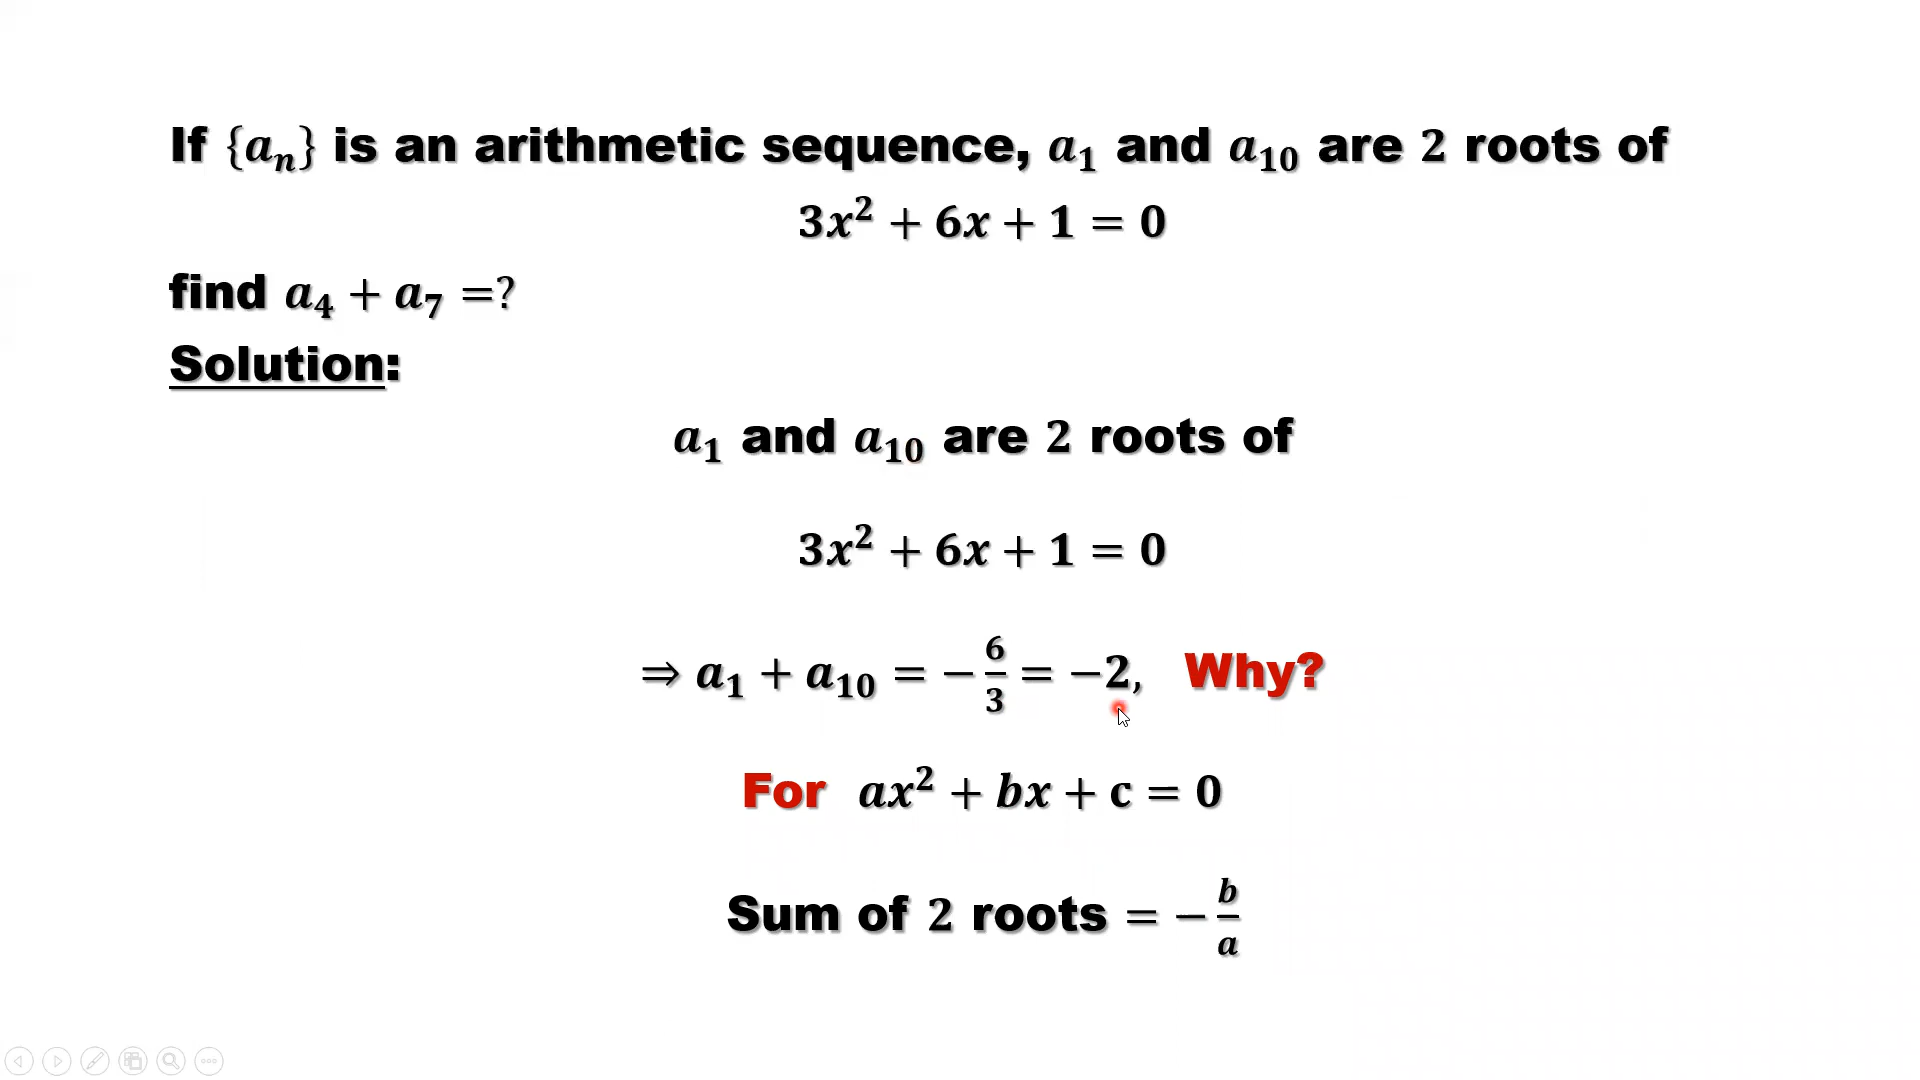 If {aₙ} is an arithmetic sequence, a₁ and a₁₀ are 2 roots of
3x² + 6x + 1 = 0
find a₄ + a₇ =?
Solution:
a₁ and a₁₀ are 2 roots of
3x² + 6x + 1 = 0
⇒ a₁ + a₁₀ = −6/3 = −2, Why?
For ax² + bx + c = 0
Sum of 2 roots = −b/a